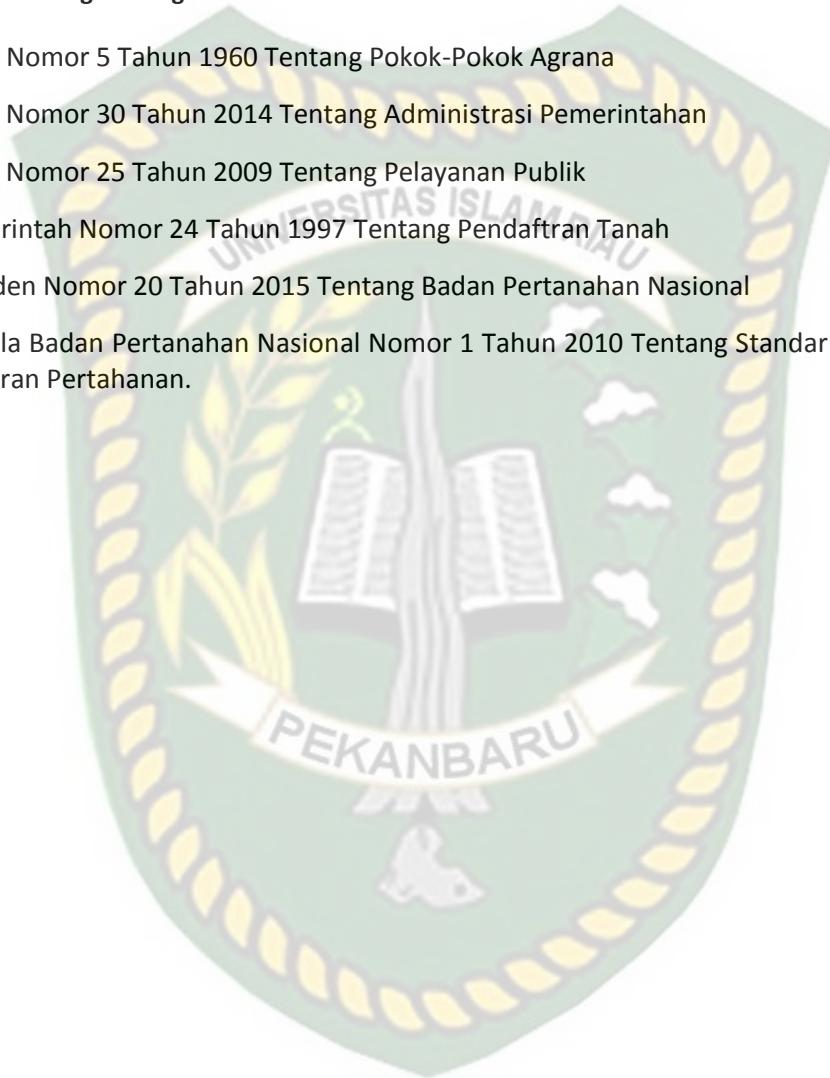 Nomor 5 Tahun 1960 Tentang Pokok-Pokok Agrana
Nomor 30 Tahun 2014 Tentang Administrasi Pemerintahan
Nomor 25 Tahun 2009 Tentang Pelayanan Publik
UNIVERSITAS ISLAM RIAU
rintah Nomor 24 Tahun 1997 Tentang Pendaftran Tanah
den Nomor 20 Tahun 2015 Tentang Badan Pertanahan Nasional
la Badan Pertanahan Nasional Nomor 1 Tahun 2010 Tentang Standar
ran Pertahanan.
PEKANBARU